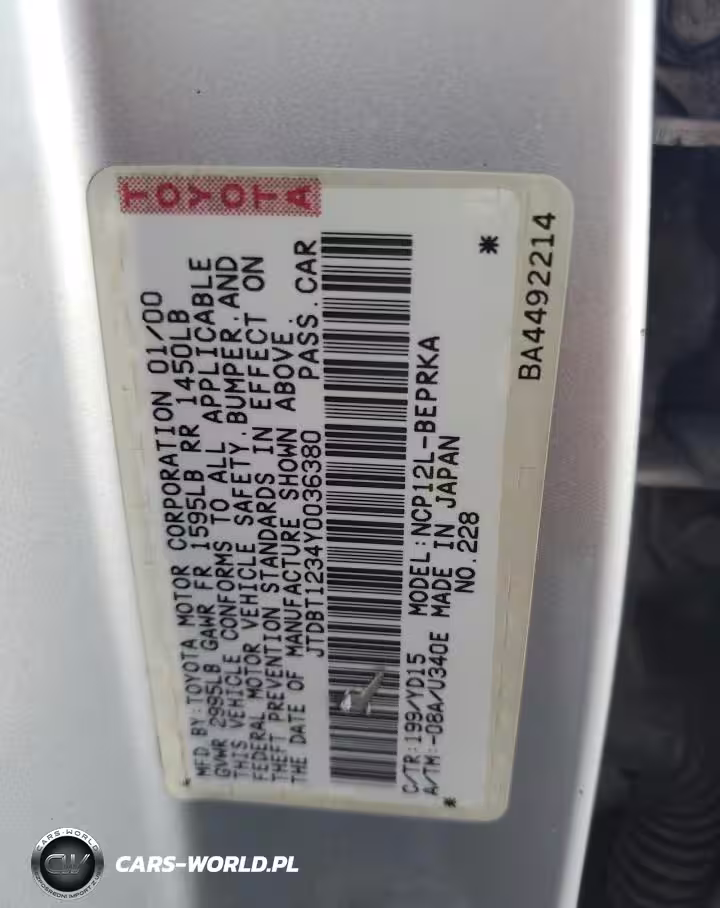 TOYOTA
MFD.BY:TOYOTA MOTOR CORPORATION 01/00
GVWR 2995LB GAWR FR 1595LB RR 1450LB
THIS VEHICLE CONFORMS TO ALL APPLICABLE
FEDERAL MOTOR VEHICLE SAFETY,BUMPER,AND
THEFT PREVENTION STANDARDS IN EFFECT ON
THE DATE OF MANUFACTURE SHOWN ABOVE.
JTDBT1234Y0036380 PASS.CAR
C/TR:199/YD15 MODEL:NCP12L-BEPRKA
A/TM:-08A/U340E MADE IN JAPAN
NO.228
BA4492214
CARS-WORLD
CW
CARS-WORLD.PL